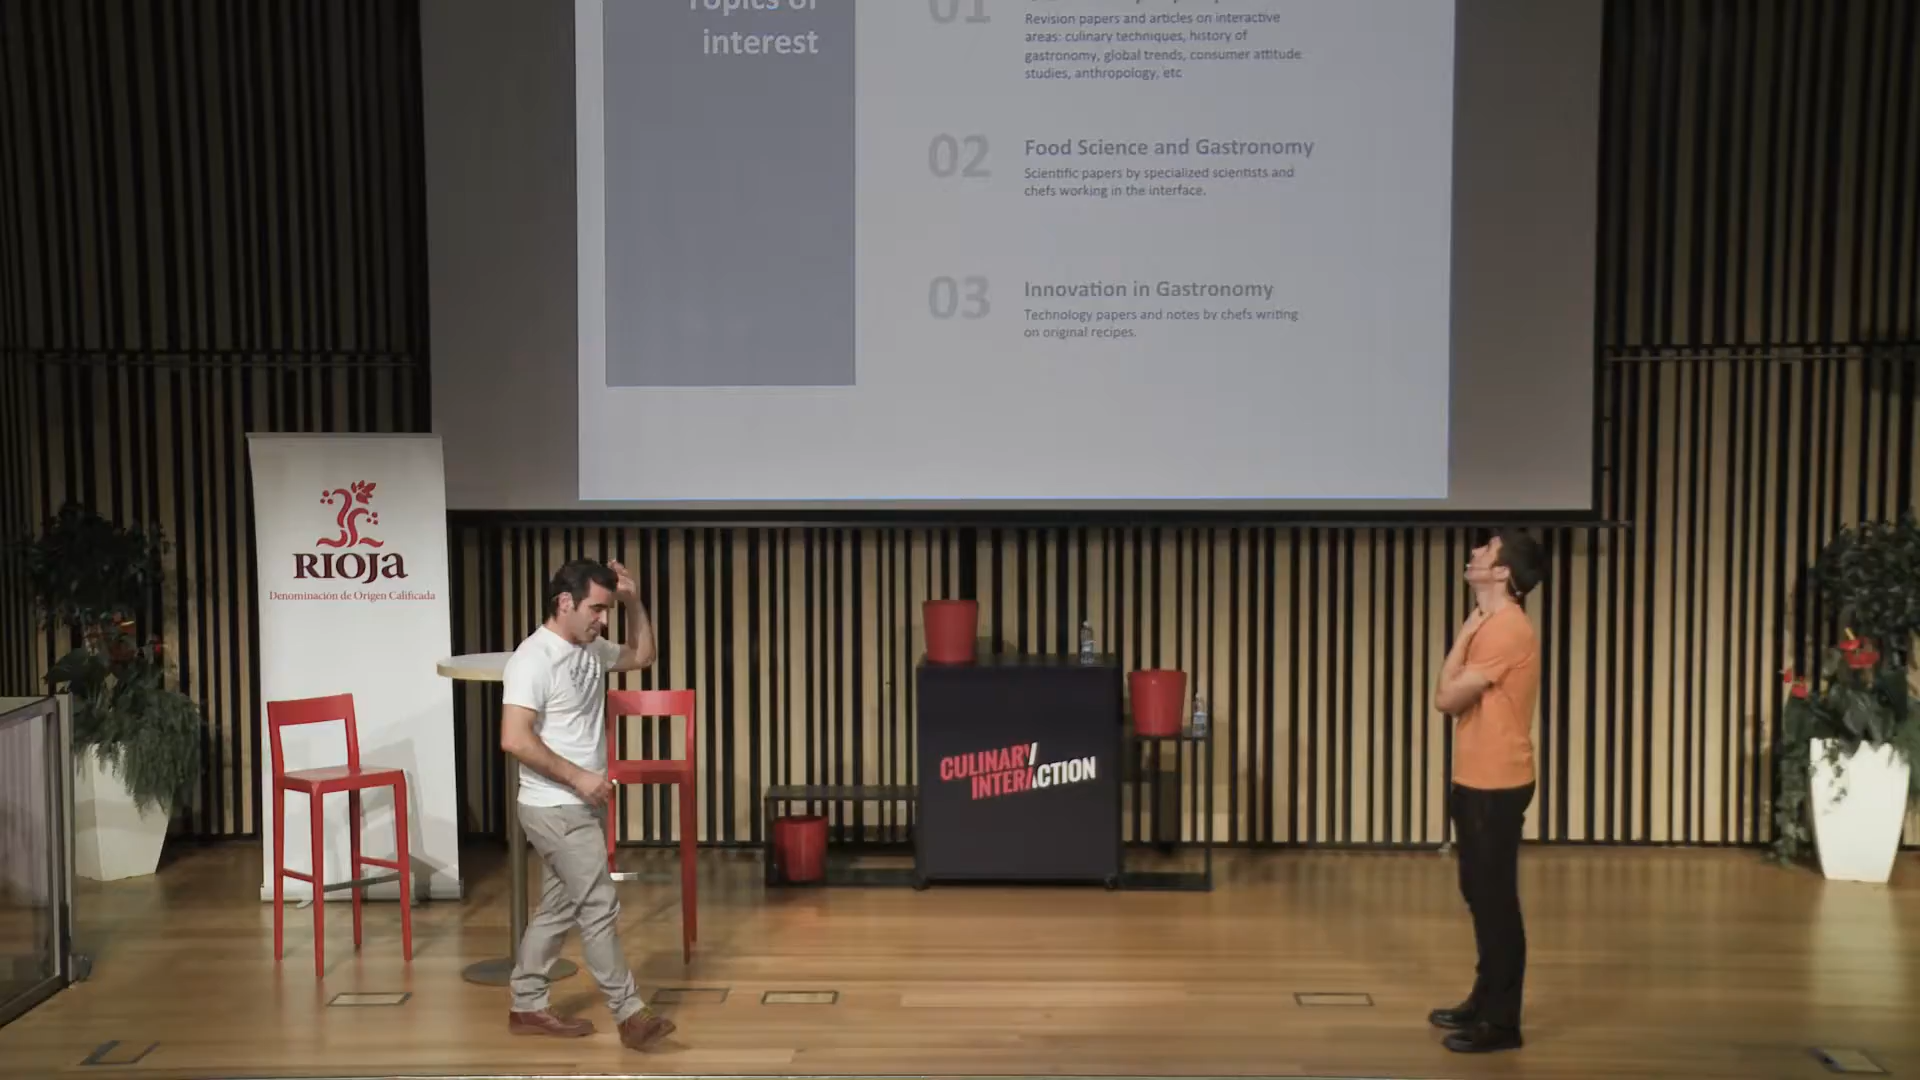 Topics of
interest
01
Revision papers and articles on interactive
areas: culinary techniques, history of
gastronomy, global trends, consumer attitude
studies, anthropology, etc
02
Food Science and Gastronomy
Scientific papers by specialized scientists and
chefs working in the interface.
03
Innovation in Gastronomy
Technology papers and notes by chefs writing
on original recipes.
RIOJa
Denominación de Origen Calificada
CULINARY
INTERACTION